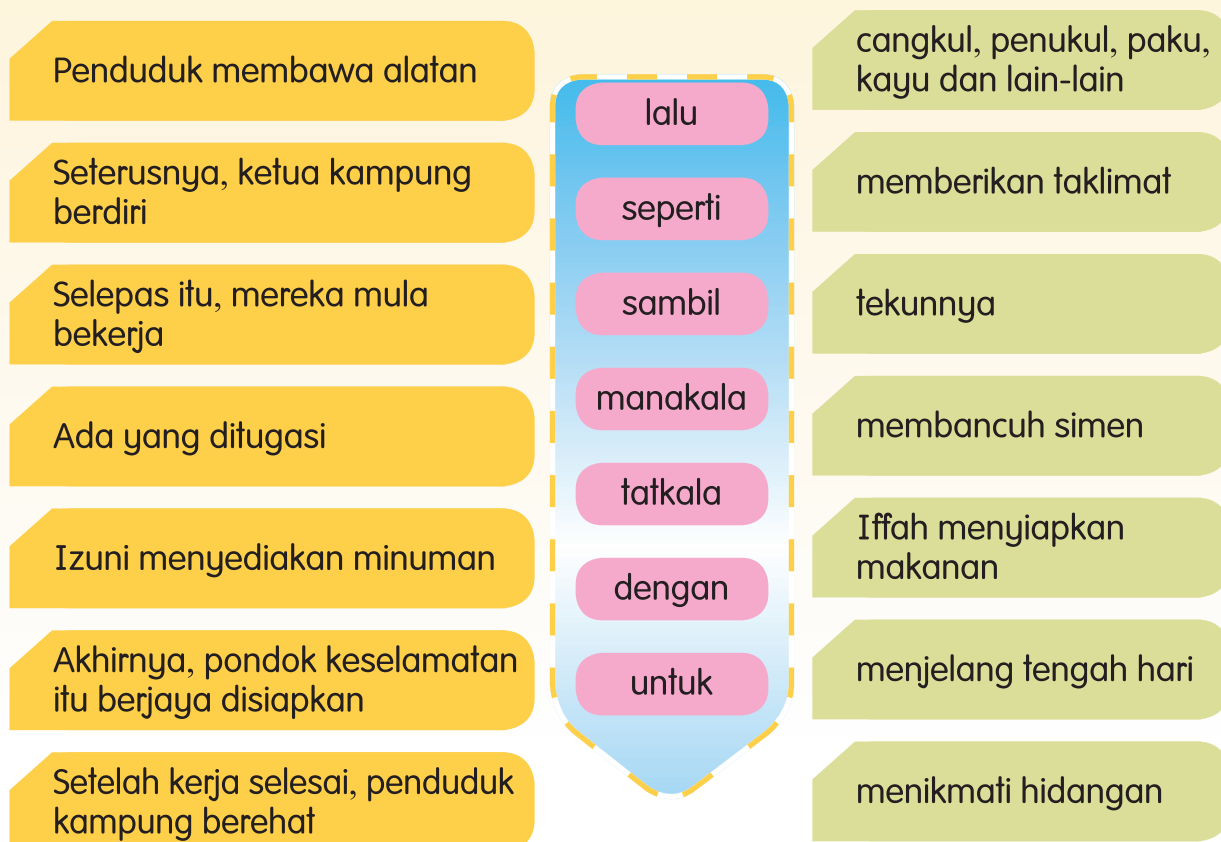 Penduduk membawa alatan
Seterusnya, ketua kampung
berdiri
Selepas itu, mereka mula
bekerja
Ada yang ditugasi
Izuni menyediakan minuman
Akhirnya, pondok keselamatan
itu berjaya disiapkan
Setelah kerja selesai, penduduk
kampung berehat
lalu
seperti
sambil
manakala
tatkala
dengan
untuk
cangkul, penukul, paku,
kayu dan lain-lain
memberikan taklimat
tekunnya
membancuh simen
Iffah menyiapkan
makanan
menjelang tengah hari
menikmati hidangan